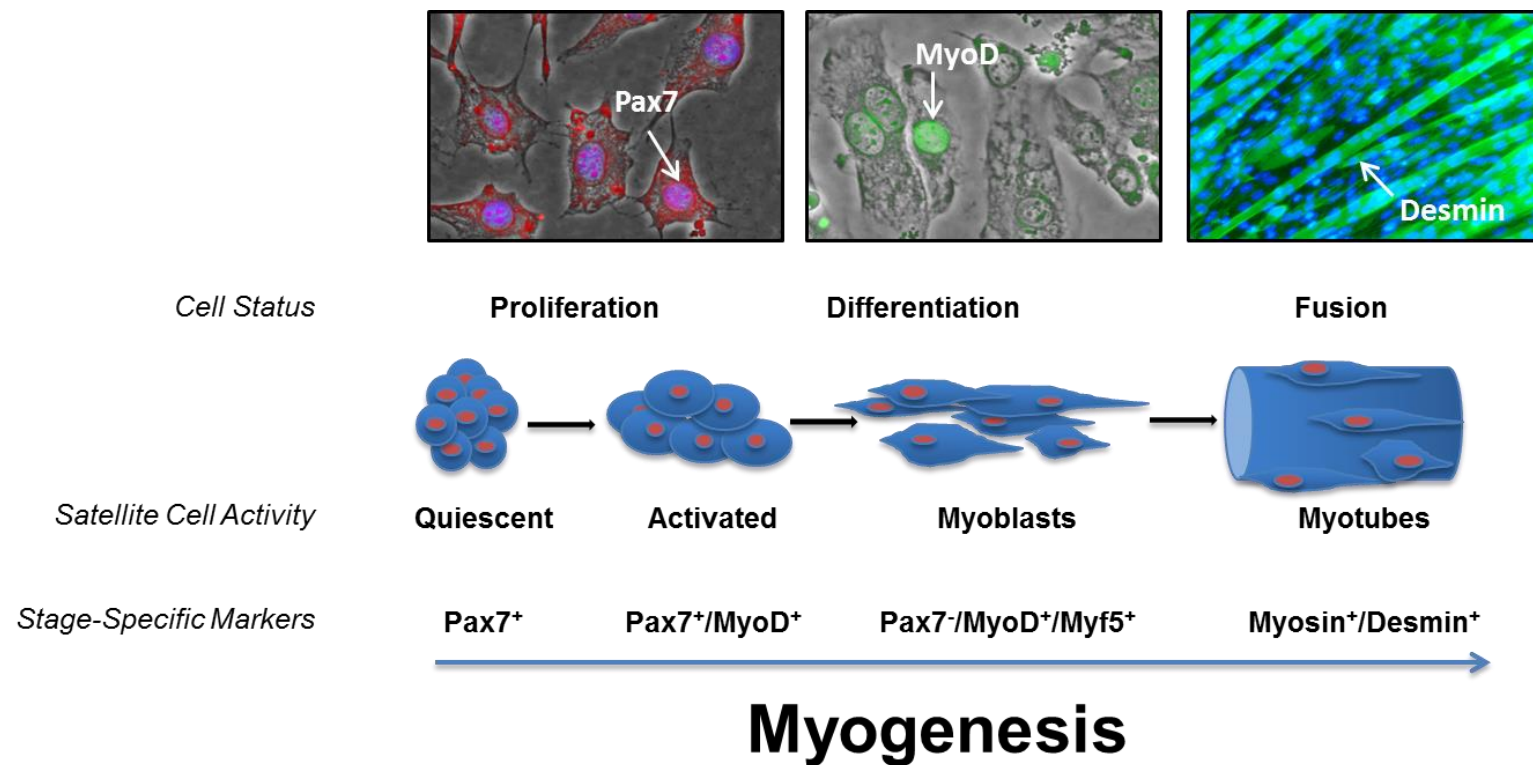 Pax7
MyoD
Desmin
Cell Status
Proliferation
Differentiation
Fusion
Satellite Cell Activity
Quiescent
Activated
Myoblasts
Myotubes
Stage-Specific Markers
Pax7⁺
Pax7⁺/MyoD⁺
Pax7⁻/MyoD⁺/Myf5⁺
Myosin⁺/Desmin⁺
Myogenesis